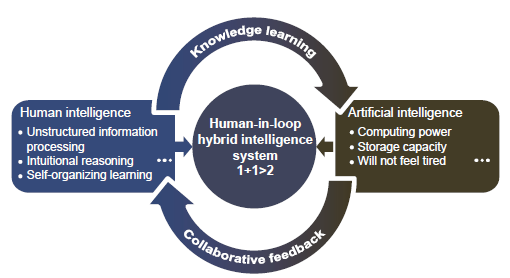 Knowledge learning
Human intelligence
• Unstructured information
processing
• Intuitional reasoning
• Self-organizing learning
...
Human-in-loop
hybrid intelligence
system
1+1>2
Artificial intelligence
• Computing power
• Storage capacity
• Will not feel tired
...
Collaborative feedback